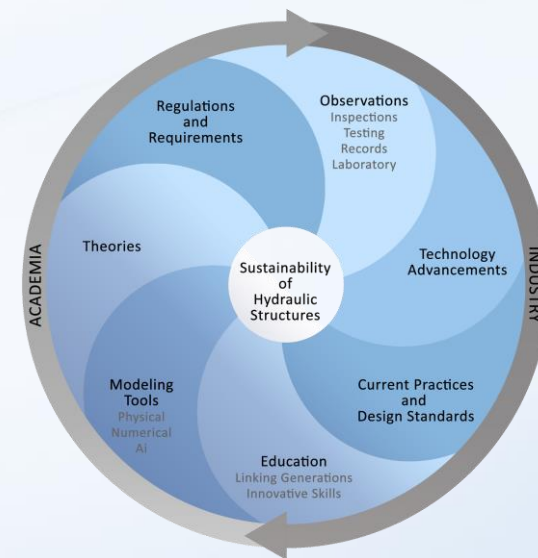 Regulations
and
Requirements
Observations
Inspections
Testing
Records
Laboratory
Theories
Sustainability
of
Hydraulic
Structures
Technology
Advancements
ACADEMIA
INDUSTRY
Modeling
Tools
Physical
Numerical
Ai
Current Practices
and
Design Standards
Education
Linking Generations
Innovative Skills